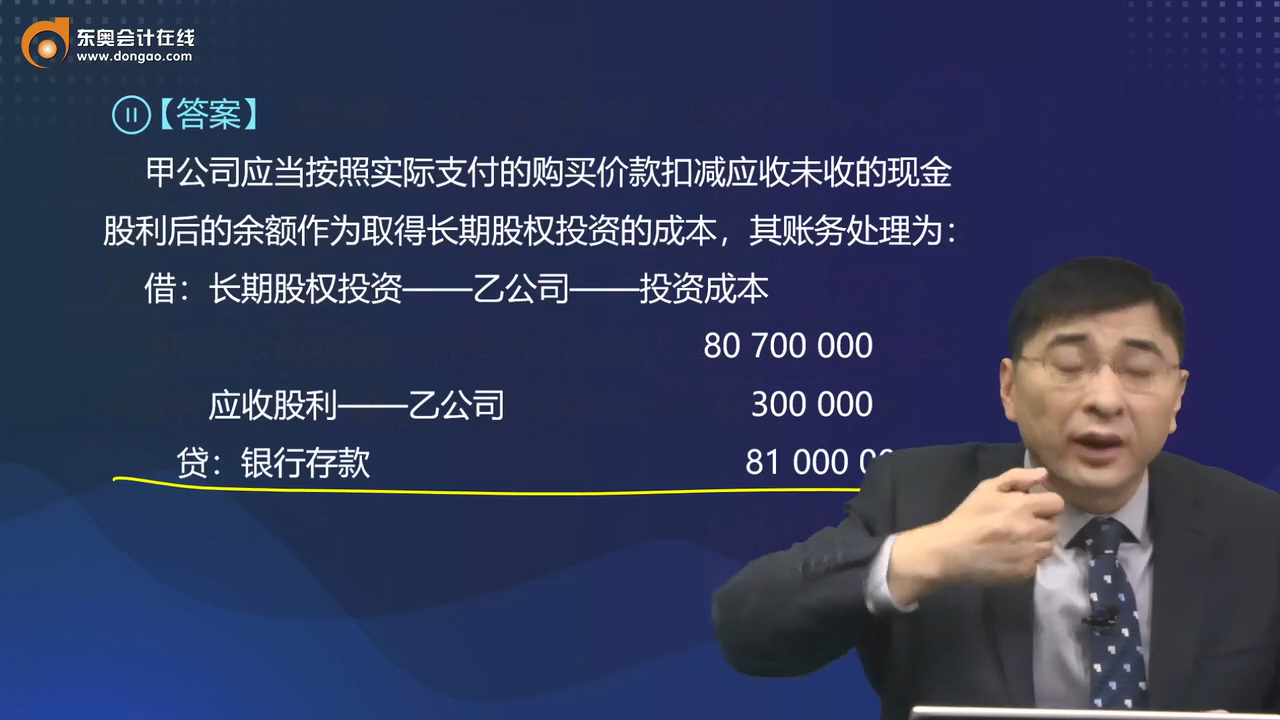 东奥会计在线
www.dongao.com
【答案】
甲公司应当按照实际支付的购买价款扣减应收未收的现金
股利后的余额作为取得长期股权投资的成本，其账务处理为：
借：长期股权投资——乙公司——投资成本
80 700 000
应收股利——乙公司 300 000
贷：银行存款 81 000 0